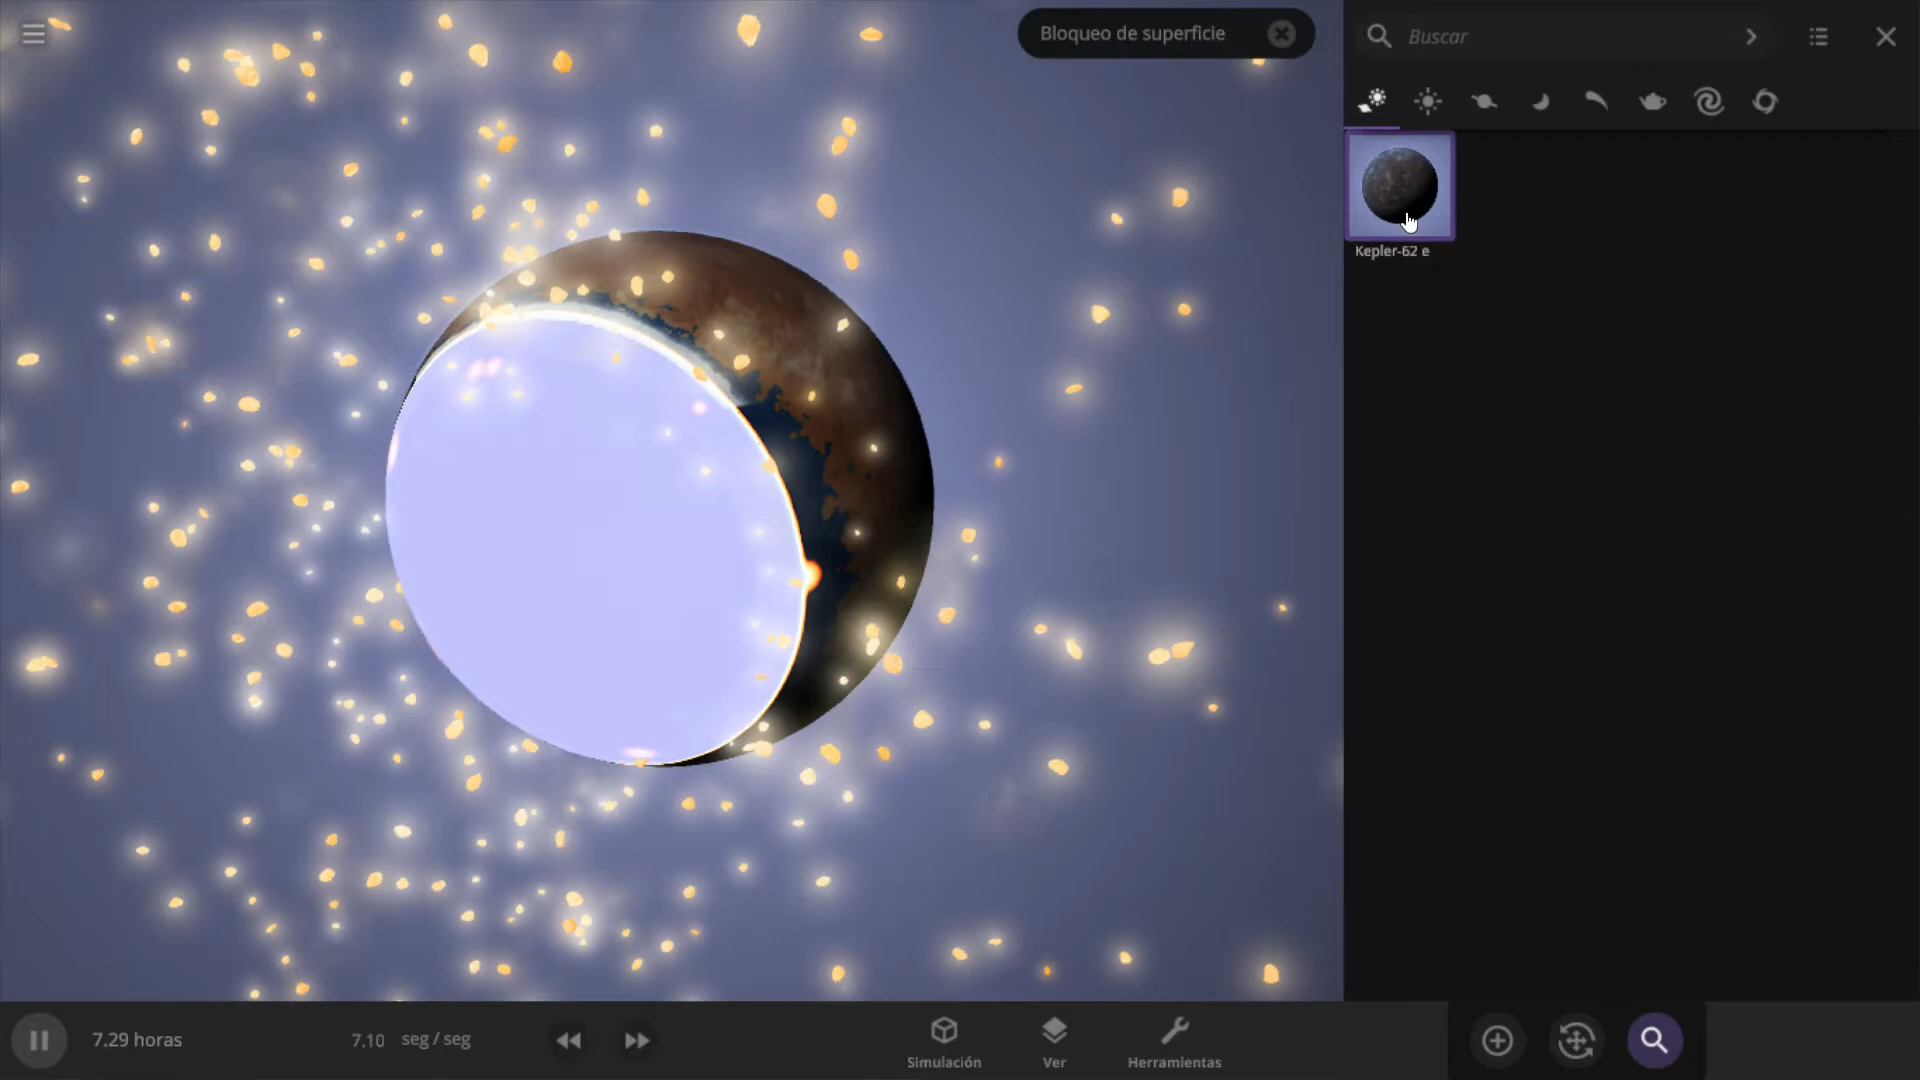 Bloqueo de superficie
Buscar
Kepler-62 e
7.29 horas
7.10 seg / seg
Simulación
Ver
Herramientas